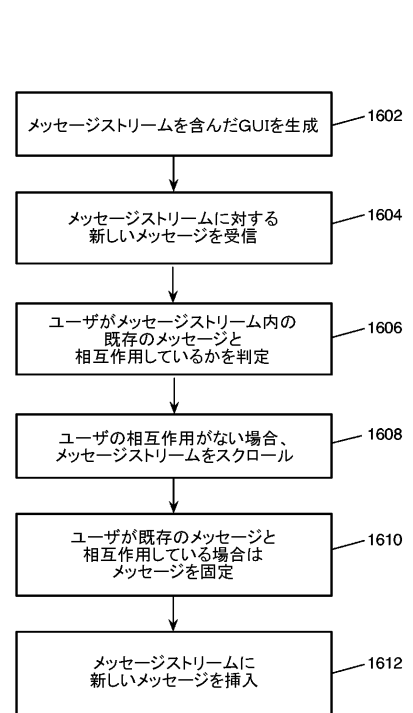 メッセージストリームを含んだGUIを生成
1602
メッセージストリームに対する
新しいメッセージを受信
1604
ユーザがメッセージストリーム内の
既存のメッセージと
相互作用しているかを判定
1606
ユーザの相互作用がない場合、
メッセージストリームをスクロール
1608
ユーザが既存のメッセージと
相互作用している場合は
メッセージを固定
1610
メッセージストリームに
新しいメッセージを挿入
1612